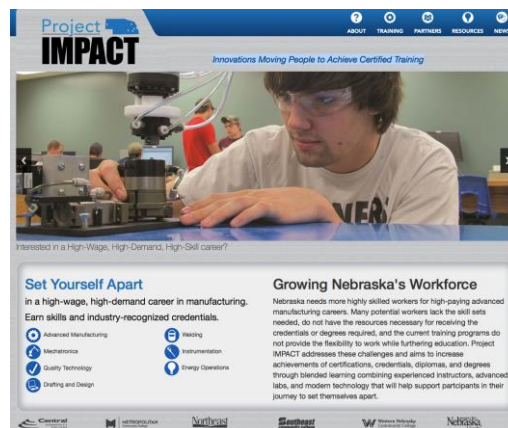 Project
IMPACT
ABOUT TRAINING PARTNERS RESOURCES NEWS
Innovations Moving People to Achieve Certified Training
Interested in a High-Wage, High-Demand, High-Skill career?
Set Yourself Apart
in a high-wage, high-demand career in manufacturing.
Earn skills and industry-recognized credentials.
Advanced Manufacturing
Welding
Mechatronics
Instrumentation
Quality Technology
Energy Operations
Drafting and Design
Growing Nebraska's Workforce
Nebraska needs more highly skilled workers for high-paying advanced
manufacturing careers. Many potential workers lack the skill sets
needed, do not have the resources necessary for receiving the
credentials or degrees required, and the current training programs do
not provide the flexibility to work while furthering education. Project
IMPACT addresses these challenges and aims to increase
achievements of certifications, credentials, diplomas, and degrees
through blended learning combining experienced instructors, advanced
labs, and modern technology that will help support participants in their
journey to set themselves apart.
Central METROPOLITAN Northeast Southeast Western Nebraska Nebraska